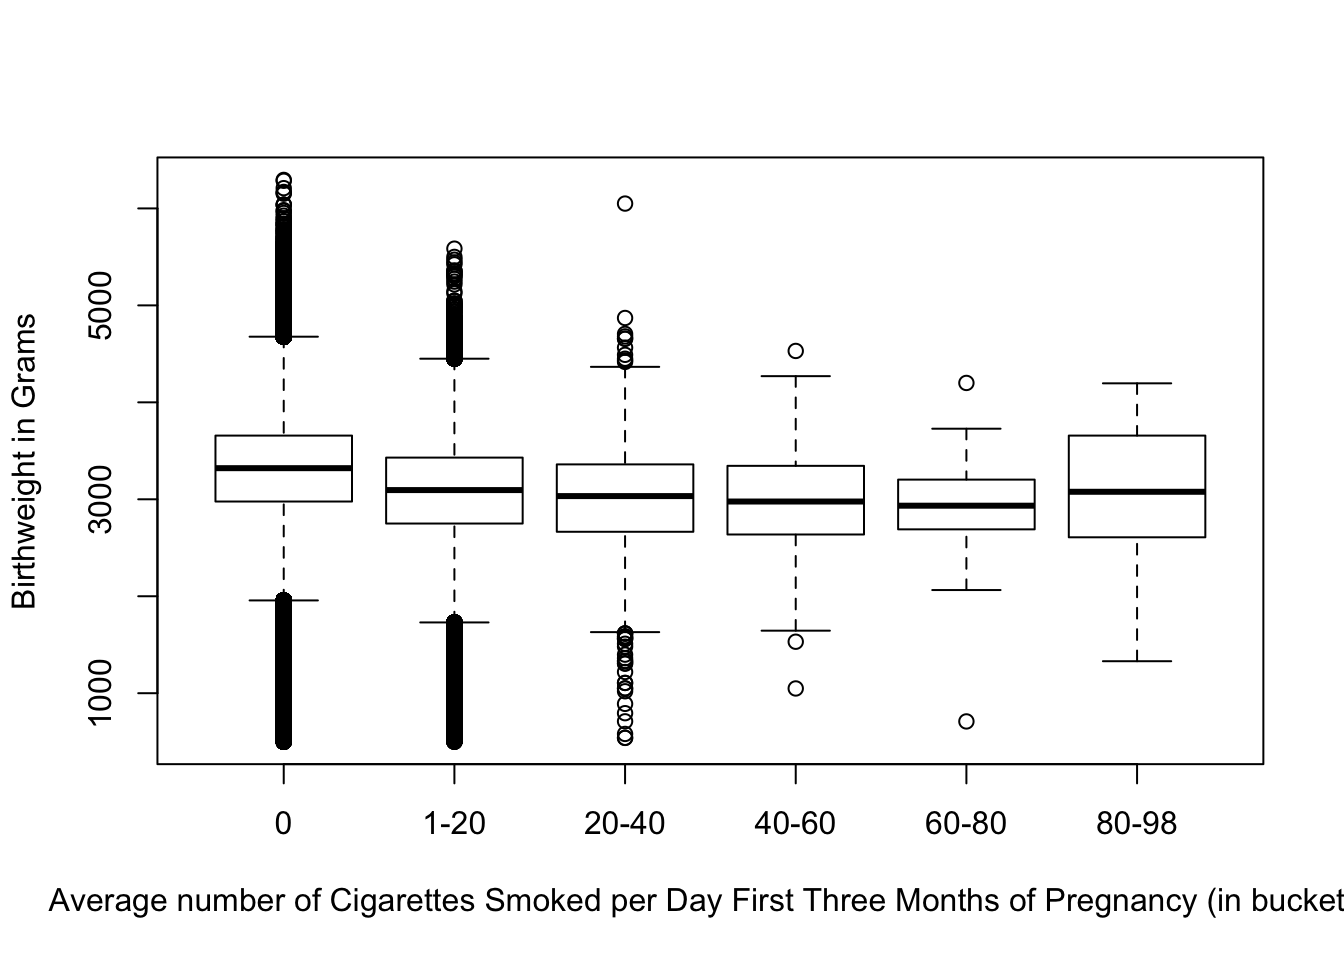 Birthweight in Grams
5000
3000
1000
0 1-20 20-40 40-60 60-80 80-98
Average number of Cigarettes Smoked per Day First Three Months of Pregnancy (in bucket